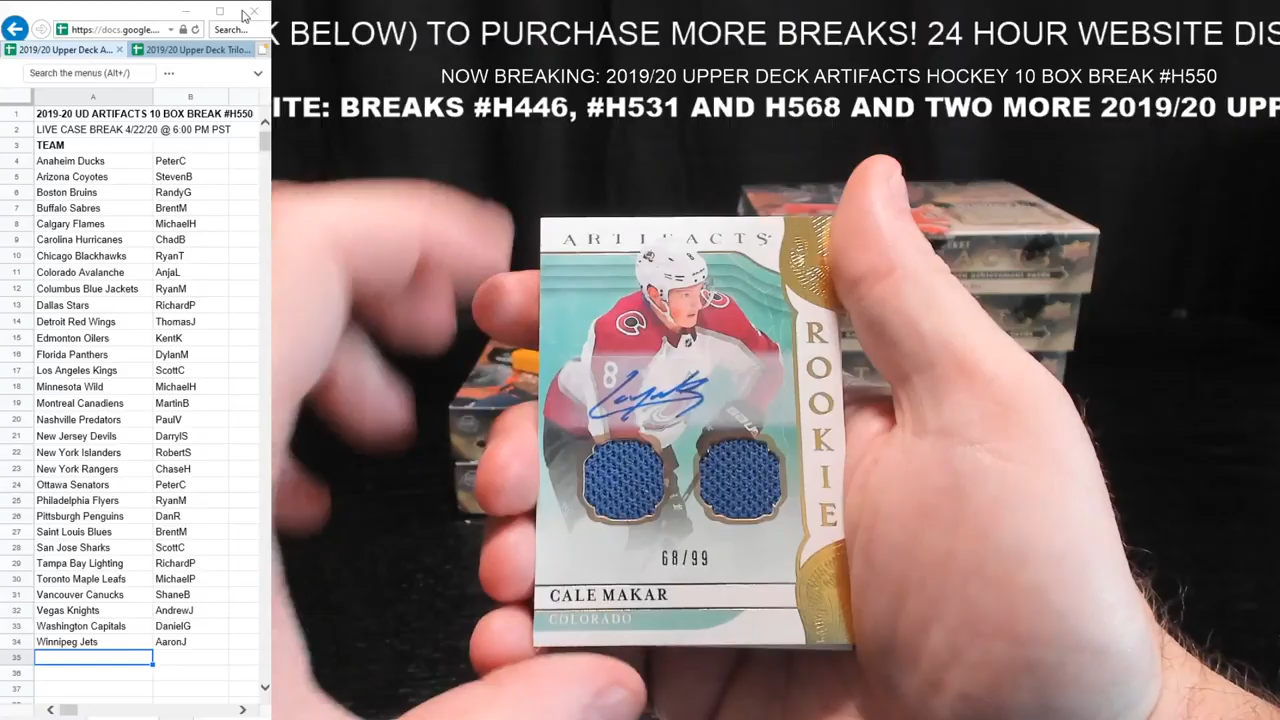 https://docs.google....
Search...
2019/20 Upper Deck A...
2019/20 Upper Deck Trilo...
Search the menus (Alt+/)
A B
1 2019-20 UD ARTIFACTS 10 BOX BREAK #H550
2 LIVE CASE BREAK 4/22/20 @ 6:00 PM PST
3 TEAM
4 Anaheim Ducks PeterC
5 Arizona Coyotes StevenB
6 Boston Bruins RandyG
7 Buffalo Sabres BrentM
8 Calgary Flames MichaelH
9 Carolina Hurricanes ChadB
10 Chicago Blackhawks RyanT
11 Colorado Avalanche AnjaL
12 Columbus Blue Jackets RyanM
13 Dallas Stars RichardP
14 Detroit Red Wings ThomasJ
15 Edmonton Oilers KentK
16 Florida Panthers DylanM
17 Los Angeles Kings ScottC
18 Minnesota Wild MichaelH
19 Montreal Canadiens MartinB
20 Nashville Predators PaulV
21 New Jersey Devils DarrylS
22 New York Islanders RobertS
23 New York Rangers ChaseH
24 Ottawa Senators PeterC
25 Philadelphia Flyers RyanM
26 Pittsburgh Penguins DanR
27 Saint Louis Blues BrentM
28 San Jose Sharks ScottC
29 Tampa Bay Lighting RichardP
30 Toronto Maple Leafs MichaelP
31 Vancouver Canucks ShaneB
32 Vegas Knights AndrewJ
33 Washington Capitals DanielG
34 Winnipeg Jets AaronJ
35
36
37
K BELOW) TO PURCHASE MORE BREAKS! 24 HOUR WEBSITE DIS
NOW BREAKING: 2019/20 UPPER DECK ARTIFACTS HOCKEY 10 BOX BREAK #H550
ITE: BREAKS #H446, #H531 AND H568 AND TWO MORE 2019/20 UPP
ARTIFACTS
ROOKIE
8
68/99
CALE MAKAR
COLORADO